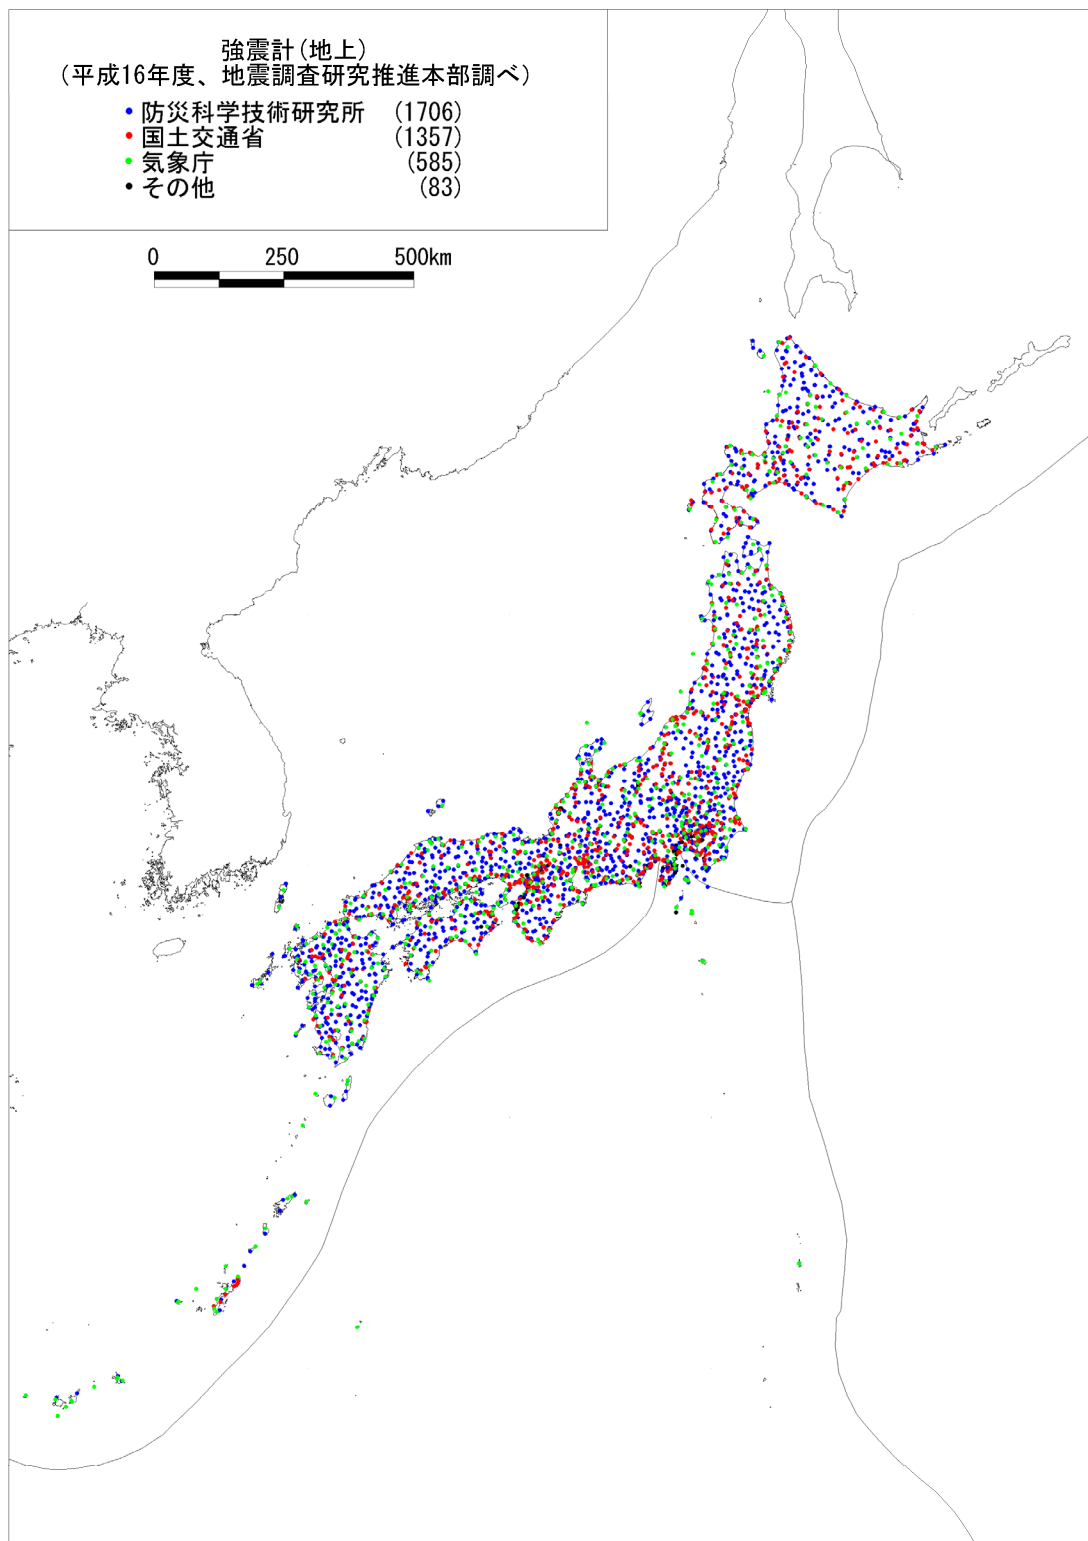 強震計(地上)
(平成16年度、地震調査研究推進本部調べ)
防災科学技術研究所 (1706)
国土交通省 (1357)
気象庁 (585)
その他 (83)
0 250 500km